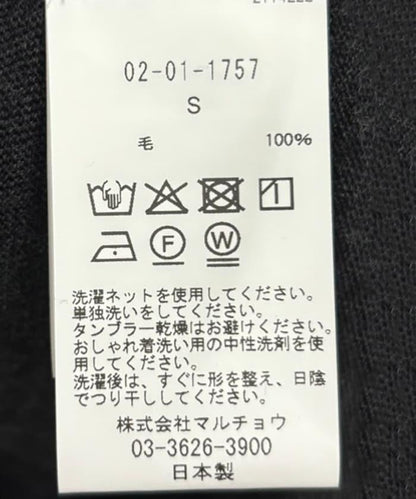 02-01-1757
S
毛 100%
F W
洗濯ネットを使用してください。
単独洗いをしてください。
タンブラー乾燥はお避けください。
おしゃれ着洗い用の中性洗剤を使
用してください。
洗濯後は、すぐに形を整え、日陰
でつり干ししてください。
株式会社マルチョウ
03-3626-3900
日本製